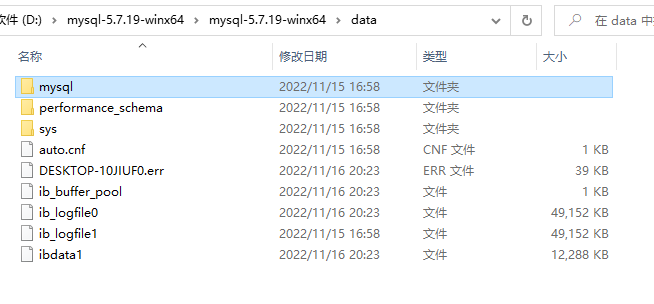 软件 (D:) › mysql-5.7.19-winx64 › mysql-5.7.19-winx64 › data 在 data 中
名称 修改日期 类型 大小
mysql 2022/11/15 16:58 文件夹
performance_schema 2022/11/15 16:58 文件夹
sys 2022/11/15 16:58 文件夹
auto.cnf 2022/11/15 16:58 CNF 文件 1 KB
DESKTOP-10JIUF0.err 2022/11/16 20:23 ERR 文件 39 KB
ib_buffer_pool 2022/11/16 20:23 文件 1 KB
ib_logfile0 2022/11/16 20:23 文件 49,152 KB
ib_logfile1 2022/11/15 16:58 文件 49,152 KB
ibdata1 2022/11/16 20:23 文件 12,288 KB